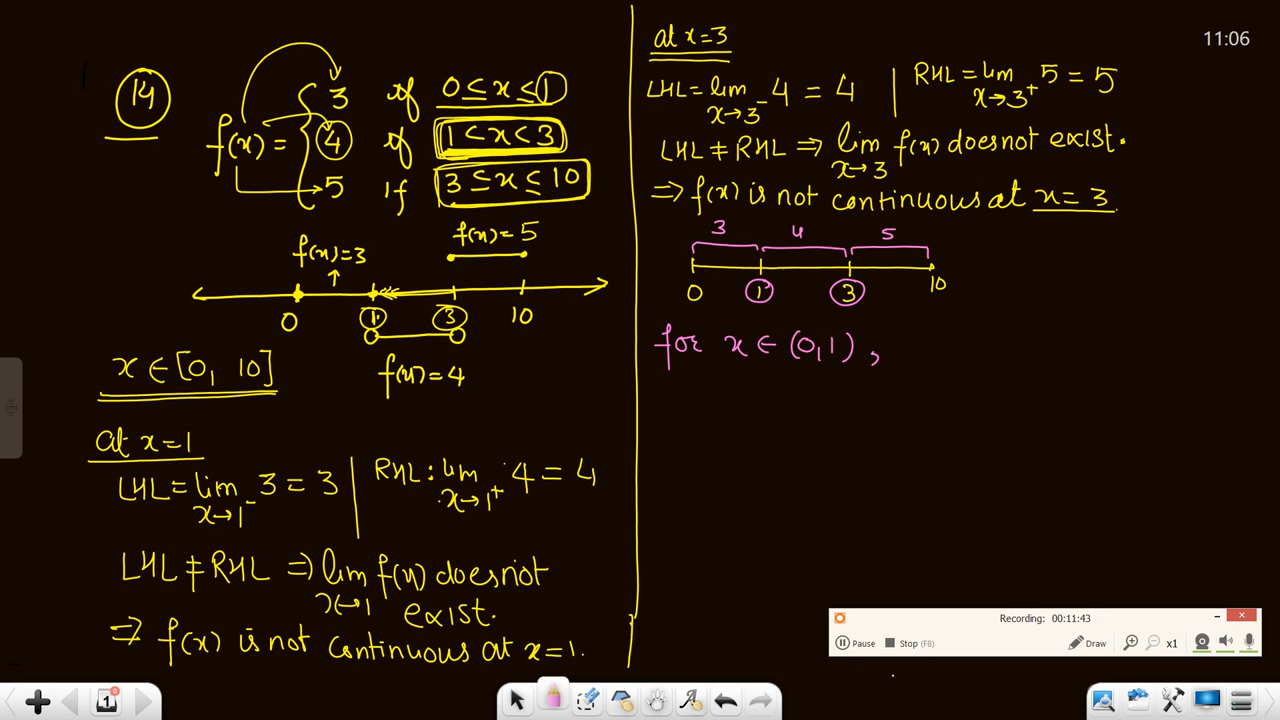 14
f(x) = { 3 if 0 ≤ x ≤ 1
4 if 1 < x < 3
5 if 3 ≤ x ≤ 10
f(x) = 5
f(x) = 3
0 1 3 10
f(x) = 4
x ∈ [0, 10]
at x = 1
LHL = lim x→1⁻ 3 = 3 | RHL : lim x→1⁺ 4 = 4
LHL ≠ RHL ⇒ lim x→1 f(x) does not
exist.
⇒ f(x) is not continuous at x = 1.
at x = 3
LHL = lim x→3⁻ 4 = 4 | RHL = lim x→3⁺ 5 = 5
LHL ≠ RHL ⇒ lim x→3 f(x) does not exist.
⇒ f(x) is not continuous at x = 3.
3 4 5
0 1 3 10
for x ∈ (0, 1) ,
11:06
Recording: 00:11:43
Pause Stop (F8) Draw x1
1 0